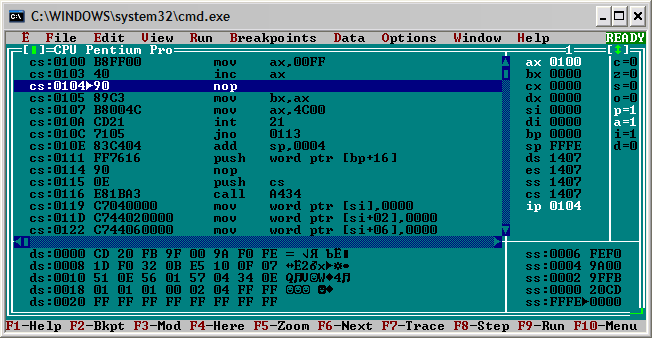 C:\WINDOWS\system32\cmd.exe
Ё File Edit View Run Breakpoints Data Options Window Help READY
[■]=CPU Pentium Pro 1 [↕]
cs:0100 B8FF00 mov ax,00FF ax 0100 c=0
cs:0103 40 inc ax bx 0000 z=0
cs:0104►90 nop cx 0000 s=0
cs:0105 89C3 mov bx,ax dx 0000 o=0
cs:0107 B8004C mov ax,4C00 si 0000 p=1
cs:010A CD21 int 21 di 0000 a=1
cs:010C 7105 jno 0113 bp 0000 i=1
cs:010E 83C404 add sp,0004 sp FFFE d=0
cs:0111 FF7616 push word ptr [bp+16] ds 1407
cs:0114 90 nop es 1407
cs:0115 0E push cs ss 1407
cs:0116 E81BA3 call A434 cs 1407
cs:0119 C7040000 mov word ptr [si],0000 ip 0104
cs:011D C744020000 mov word ptr [si+02],0000
cs:0122 C744060000 mov word ptr [si+06],0000
ds:0000 CD 20 FB 9F 00 9A F0 FE = √Я ЪЁ■ ss:0006 FEF0
ds:0008 1D F0 32 0B E5 10 0F 07 ↔Ё2♂х►☼• ss:0004 9A00
ds:0010 51 0E 56 01 57 04 34 0E Q♫V☺W♦4♫ ss:0002 9FFB
ds:0018 01 01 01 00 02 04 FF FF ☺☺☺ ☻♦ ss:0000 20CD
ds:0020 FF FF FF FF FF FF FF FF ss:FFFE►0000
F1-Help F2-Bkpt F3-Mod F4-Here F5-Zoom F6-Next F7-Trace F8-Step F9-Run F10-Menu